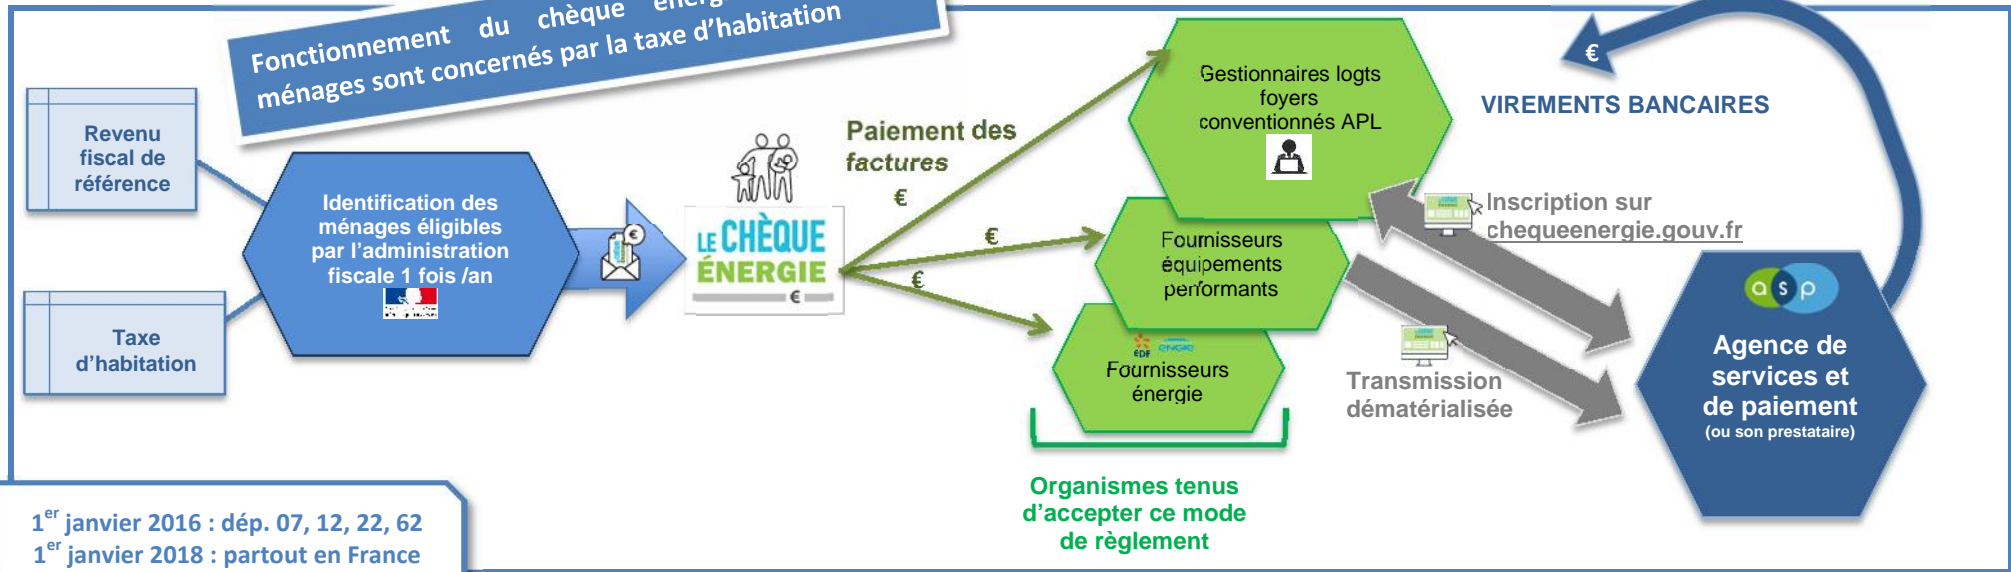 Fonctionnement du chèque
ménages sont concernés par la taxe d’habitation
Revenu
fiscal de
référence
Taxe
d’habitation
Identification des
ménages éligibles
par l’administration
fiscale 1 fois /an
€
LE CHÈQUE
ÉNERGIE
€
Paiement des
factures
€
€
€
Gestionnaires logts
foyers
conventionnés APL
Fournisseurs
équipements
performants
EDF ENGIE
Fournisseurs
énergie
Organismes tenus
d’accepter ce mode
de règlement
€
VIREMENTS BANCAIRES
Inscription sur
chequeenergie.gouv.fr
Transmission
dématérialisée
asp
Agence de
services et
de paiement
(ou son prestataire)
1er janvier 2016 : dép. 07, 12, 22, 62
1er janvier 2018 : partout en France